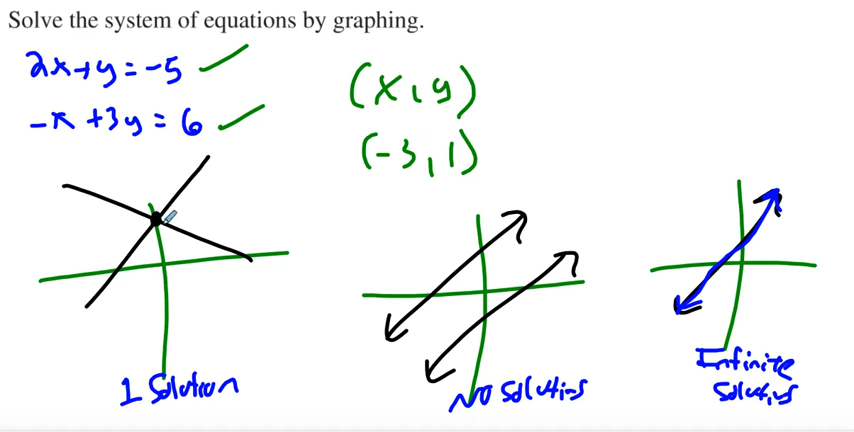 Solve the system of equations by graphing.
2x+y=-5
-x+3y=6
(x,y)
(-3,1)
1 Solution
No Solutions
Infinite
Solutions